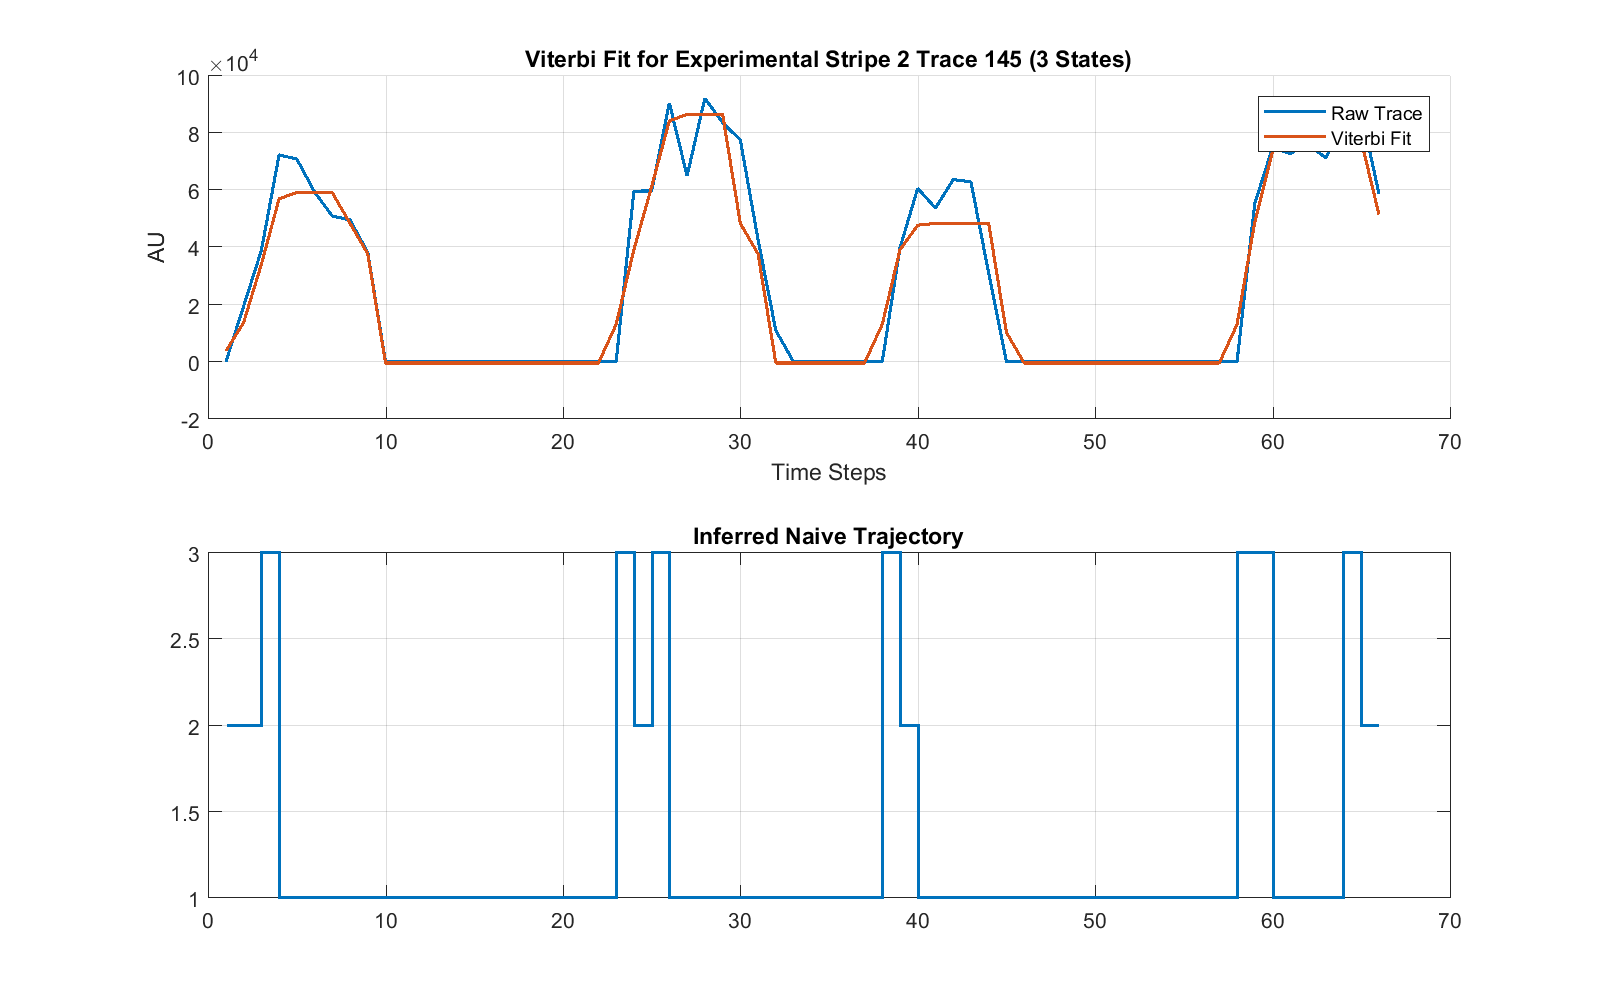 Viterbi Fit for Experimental Stripe 2 Trace 145 (3 States)
×10⁴
10
8
6
4
2
0
-2
AU
Raw Trace
Viterbi Fit
0 10 20 30 40 50 60 70
Time Steps
Inferred Naive Trajectory
3
2.5
2
1.5
1
0 10 20 30 40 50 60 70